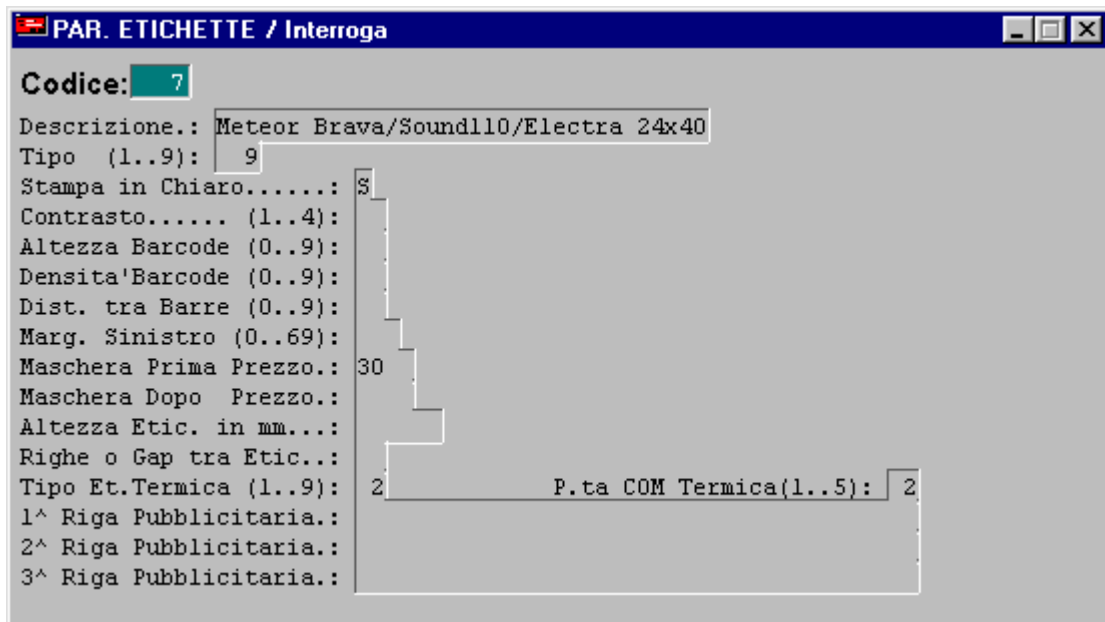 PAR. ETICHETTE / Interroga
Codice: 7
Descrizione.: Meteor Brava/Sound110/Electra 24x40
Tipo (1..9): 9
Stampa in Chiaro......: S
Contrasto...... (1..4):
Altezza Barcode (0..9):
Densita'Barcode (0..9):
Dist. tra Barre (0..9):
Marg. Sinistro (0..69):
Maschera Prima Prezzo.: 30
Maschera Dopo Prezzo.:
Altezza Etic. in mm...:
Righe o Gap tra Etic..:
Tipo Et.Termica (1..9): 2 P.ta COM Termica(1..5): 2
1^ Riga Pubblicitaria.:
2^ Riga Pubblicitaria.:
3^ Riga Pubblicitaria.: